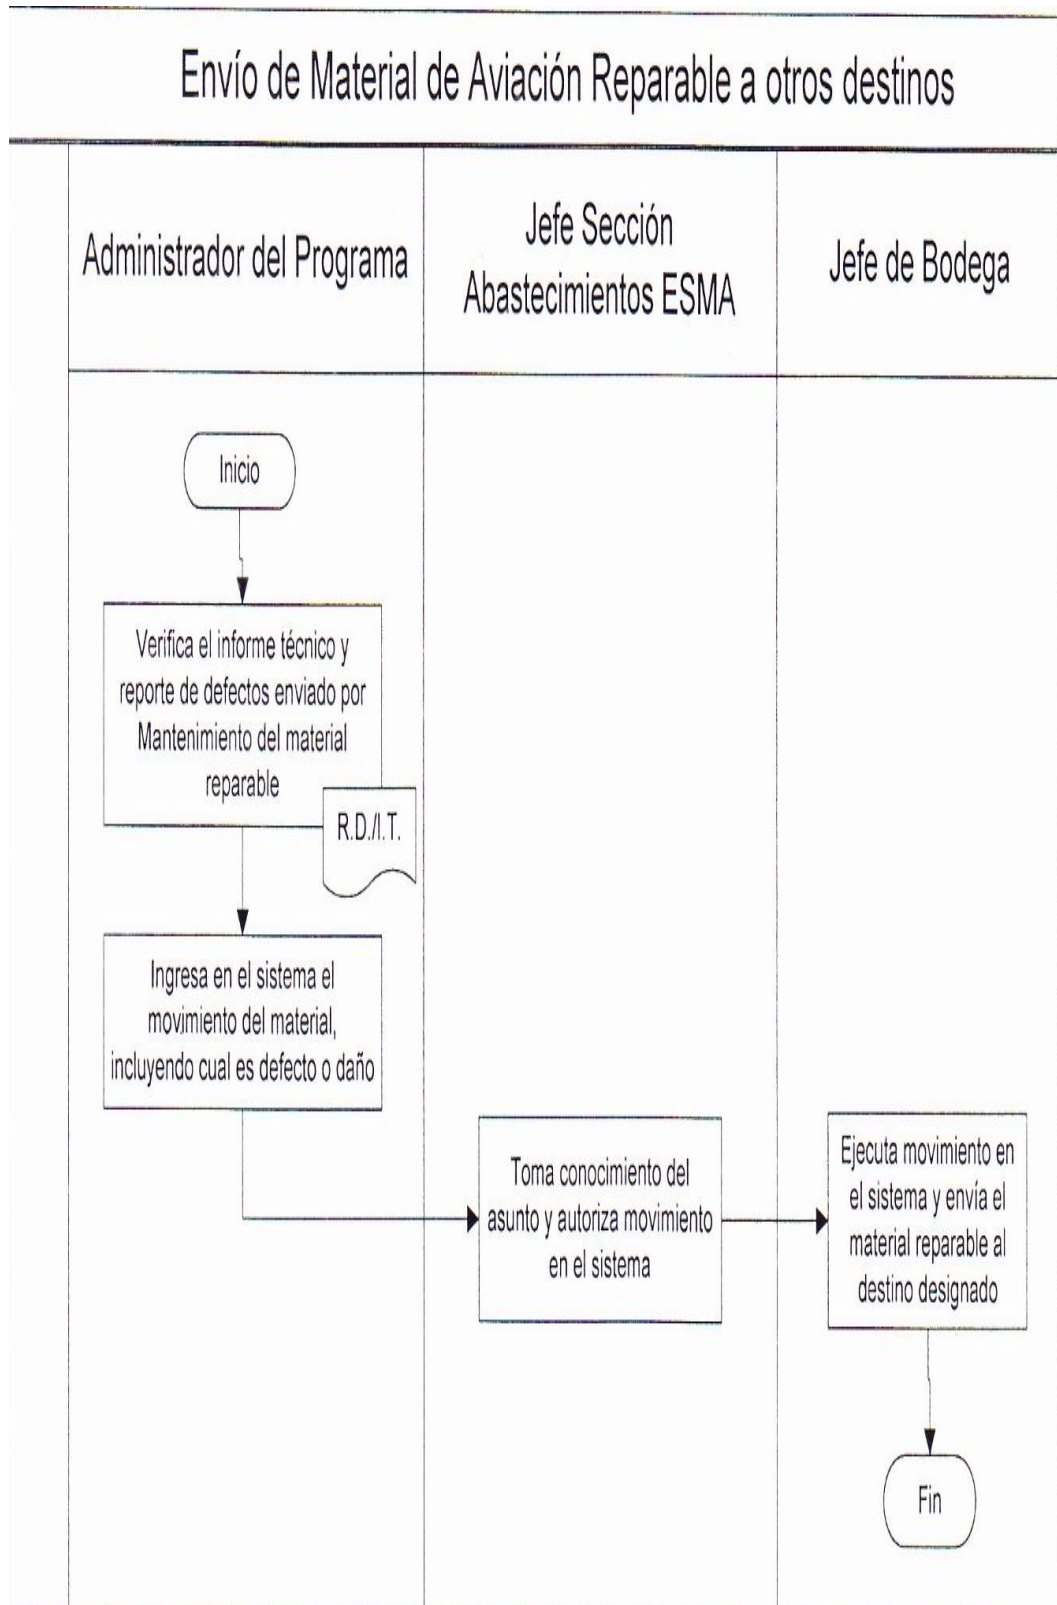 Envío de Material de Aviación Reparable a otros destinos
Administrador del Programa
Jefe Sección
Abastecimientos ESMA
Jefe de Bodega
Inicio
Verifica el informe técnico y
reporte de defectos enviado por
Mantenimiento del material
reparable
R.D./I.T.
Ingresa en el sistema el
movimiento del material,
incluyendo cual es defecto o daño
Toma conocimiento del
asunto y autoriza movimiento
en el sistema
Ejecuta movimiento en
el sistema y envía el
material reparable al
destino designado
Fin